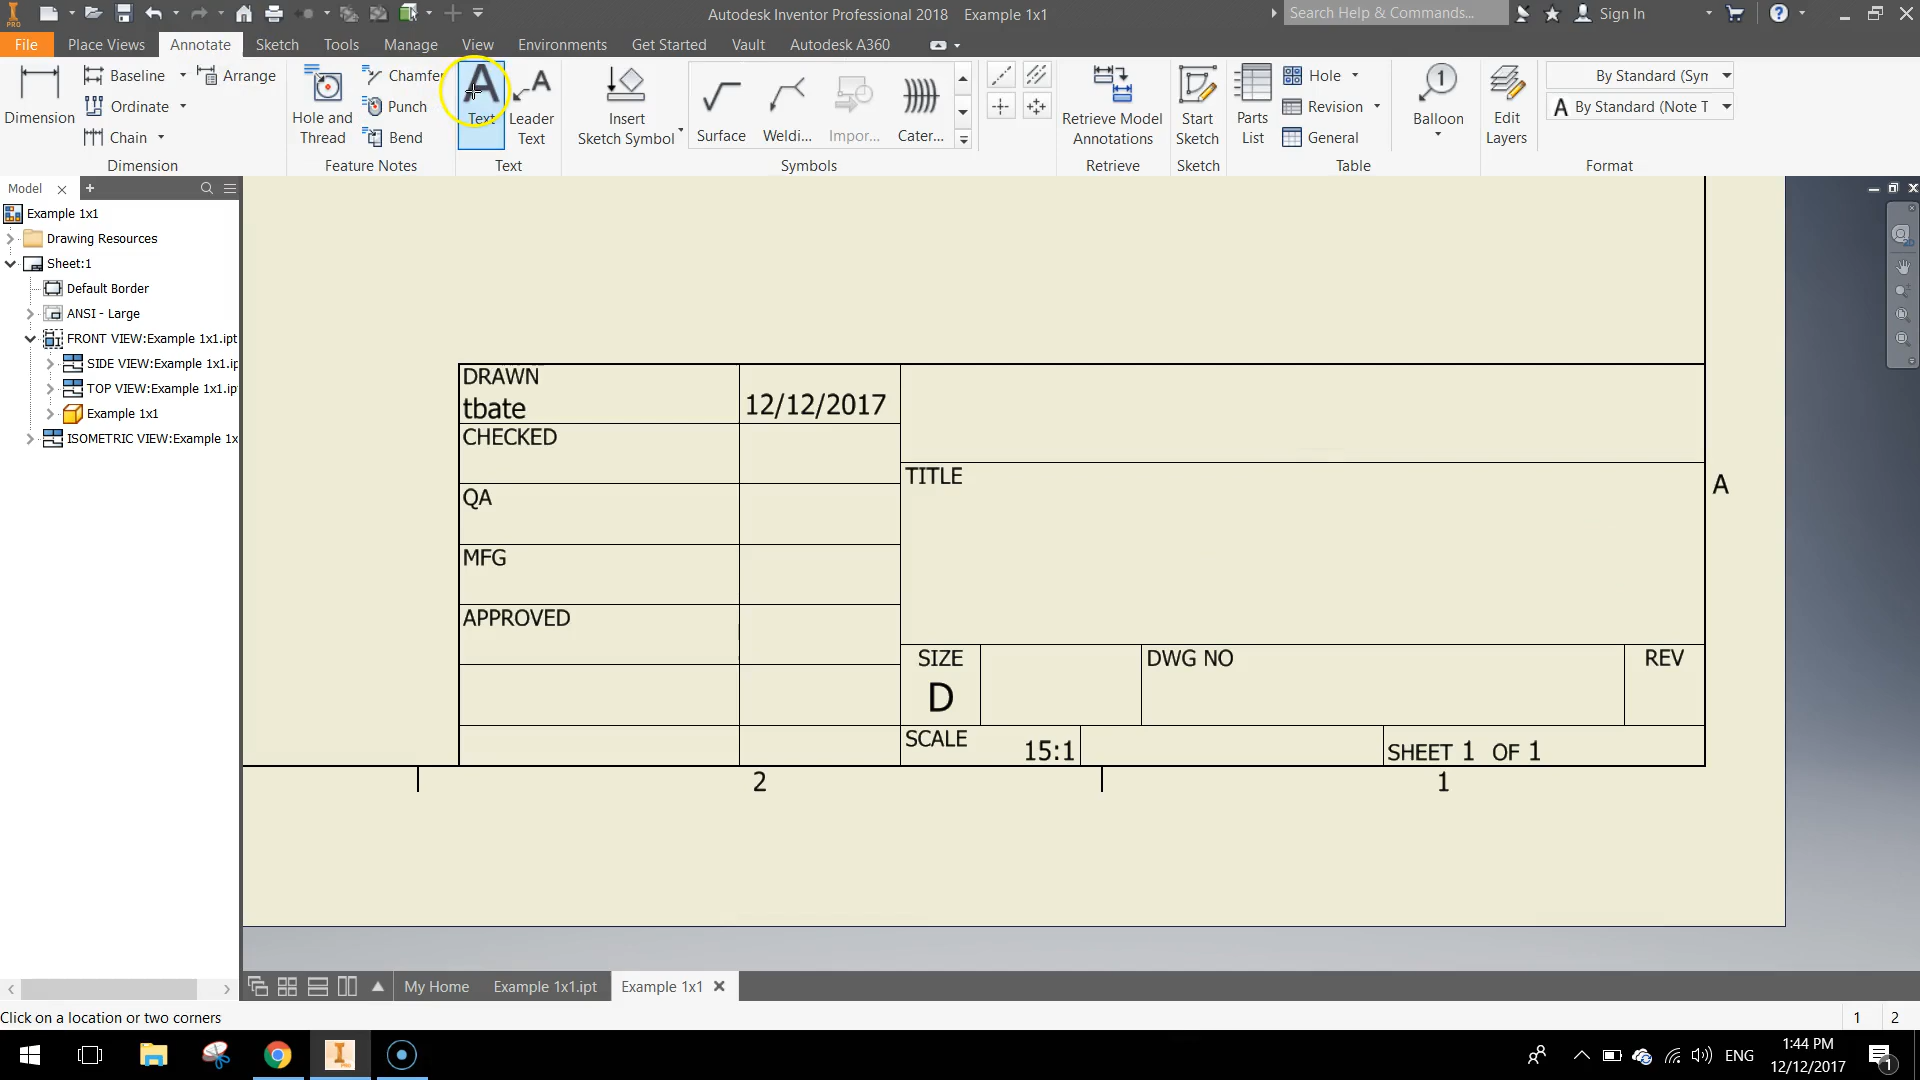 PRO
Autodesk Inventor Professional 2018 Example 1x1
Search Help & Commands...
Sign In
File Place Views Annotate Sketch Tools Manage View Environments Get Started Vault Autodesk A360
Dimension
Baseline Arrange
Ordinate
Chain
Dimension
Hole and Thread
Chamfer
Punch
Bend
Feature Notes
Text
Leader Text
Text
Insert Sketch Symbol
Surface Weldi... Impor... Cater...
Symbols
Retrieve Model Annotations
Retrieve
Start Sketch
Sketch
Parts List
Hole
Revision
General
Table
1
Balloon
Edit Layers
By Standard (Syn
By Standard (Note T
Format
Model
Example 1x1
Drawing Resources
Sheet:1
Default Border
ANSI - Large
FRONT VIEW:Example 1x1.ipt
SIDE VIEW:Example 1x1.ip
TOP VIEW:Example 1x1.ip
Example 1x1
ISOMETRIC VIEW:Example 1x
DRAWN
tbate 12/12/2017
CHECKED
QA
MFG
APPROVED
TITLE
A
SIZE
D
DWG NO
REV
SCALE 15:1
SHEET 1 OF 1
2 1
My Home Example 1x1.ipt Example 1x1
Click on a location or two corners
1 2
ENG
1:44 PM
12/12/2017
1